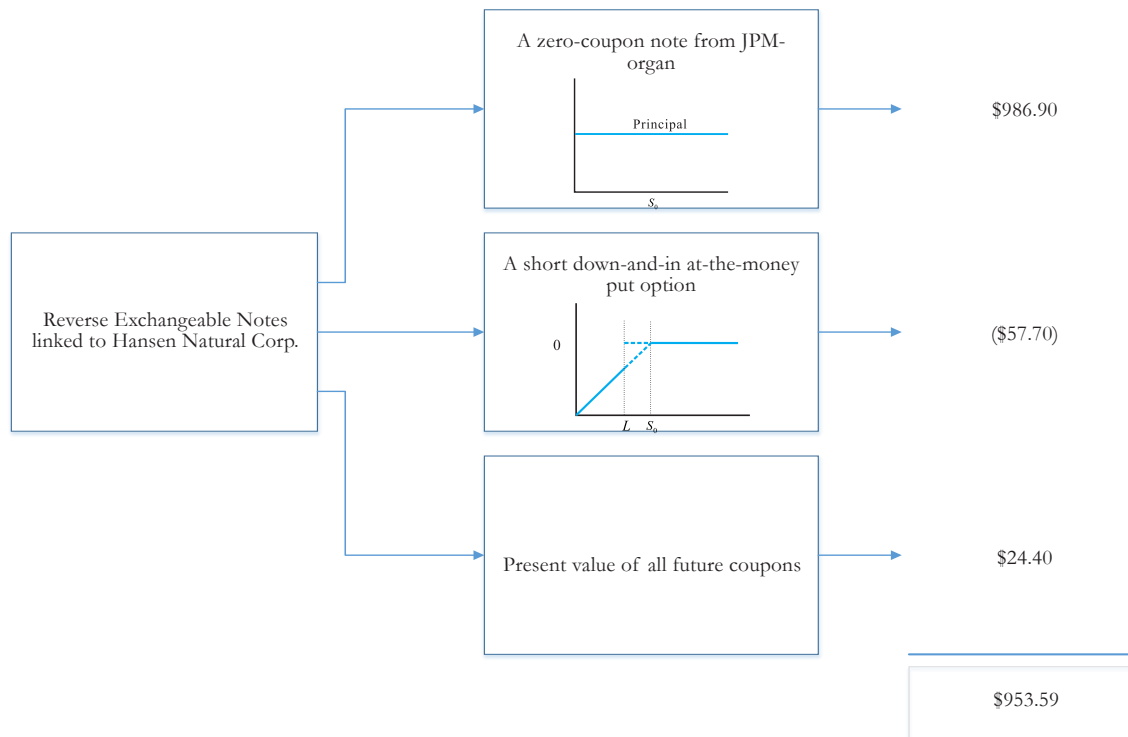 A zero-coupon note from JPM-
organ
Principal
S₀
$986.90
Reverse Exchangeable Notes
linked to Hansen Natural Corp.
A short down-and-in at-the-money
put option
0
L S₀
($57.70)
Present value of all future coupons
$24.40
$953.59